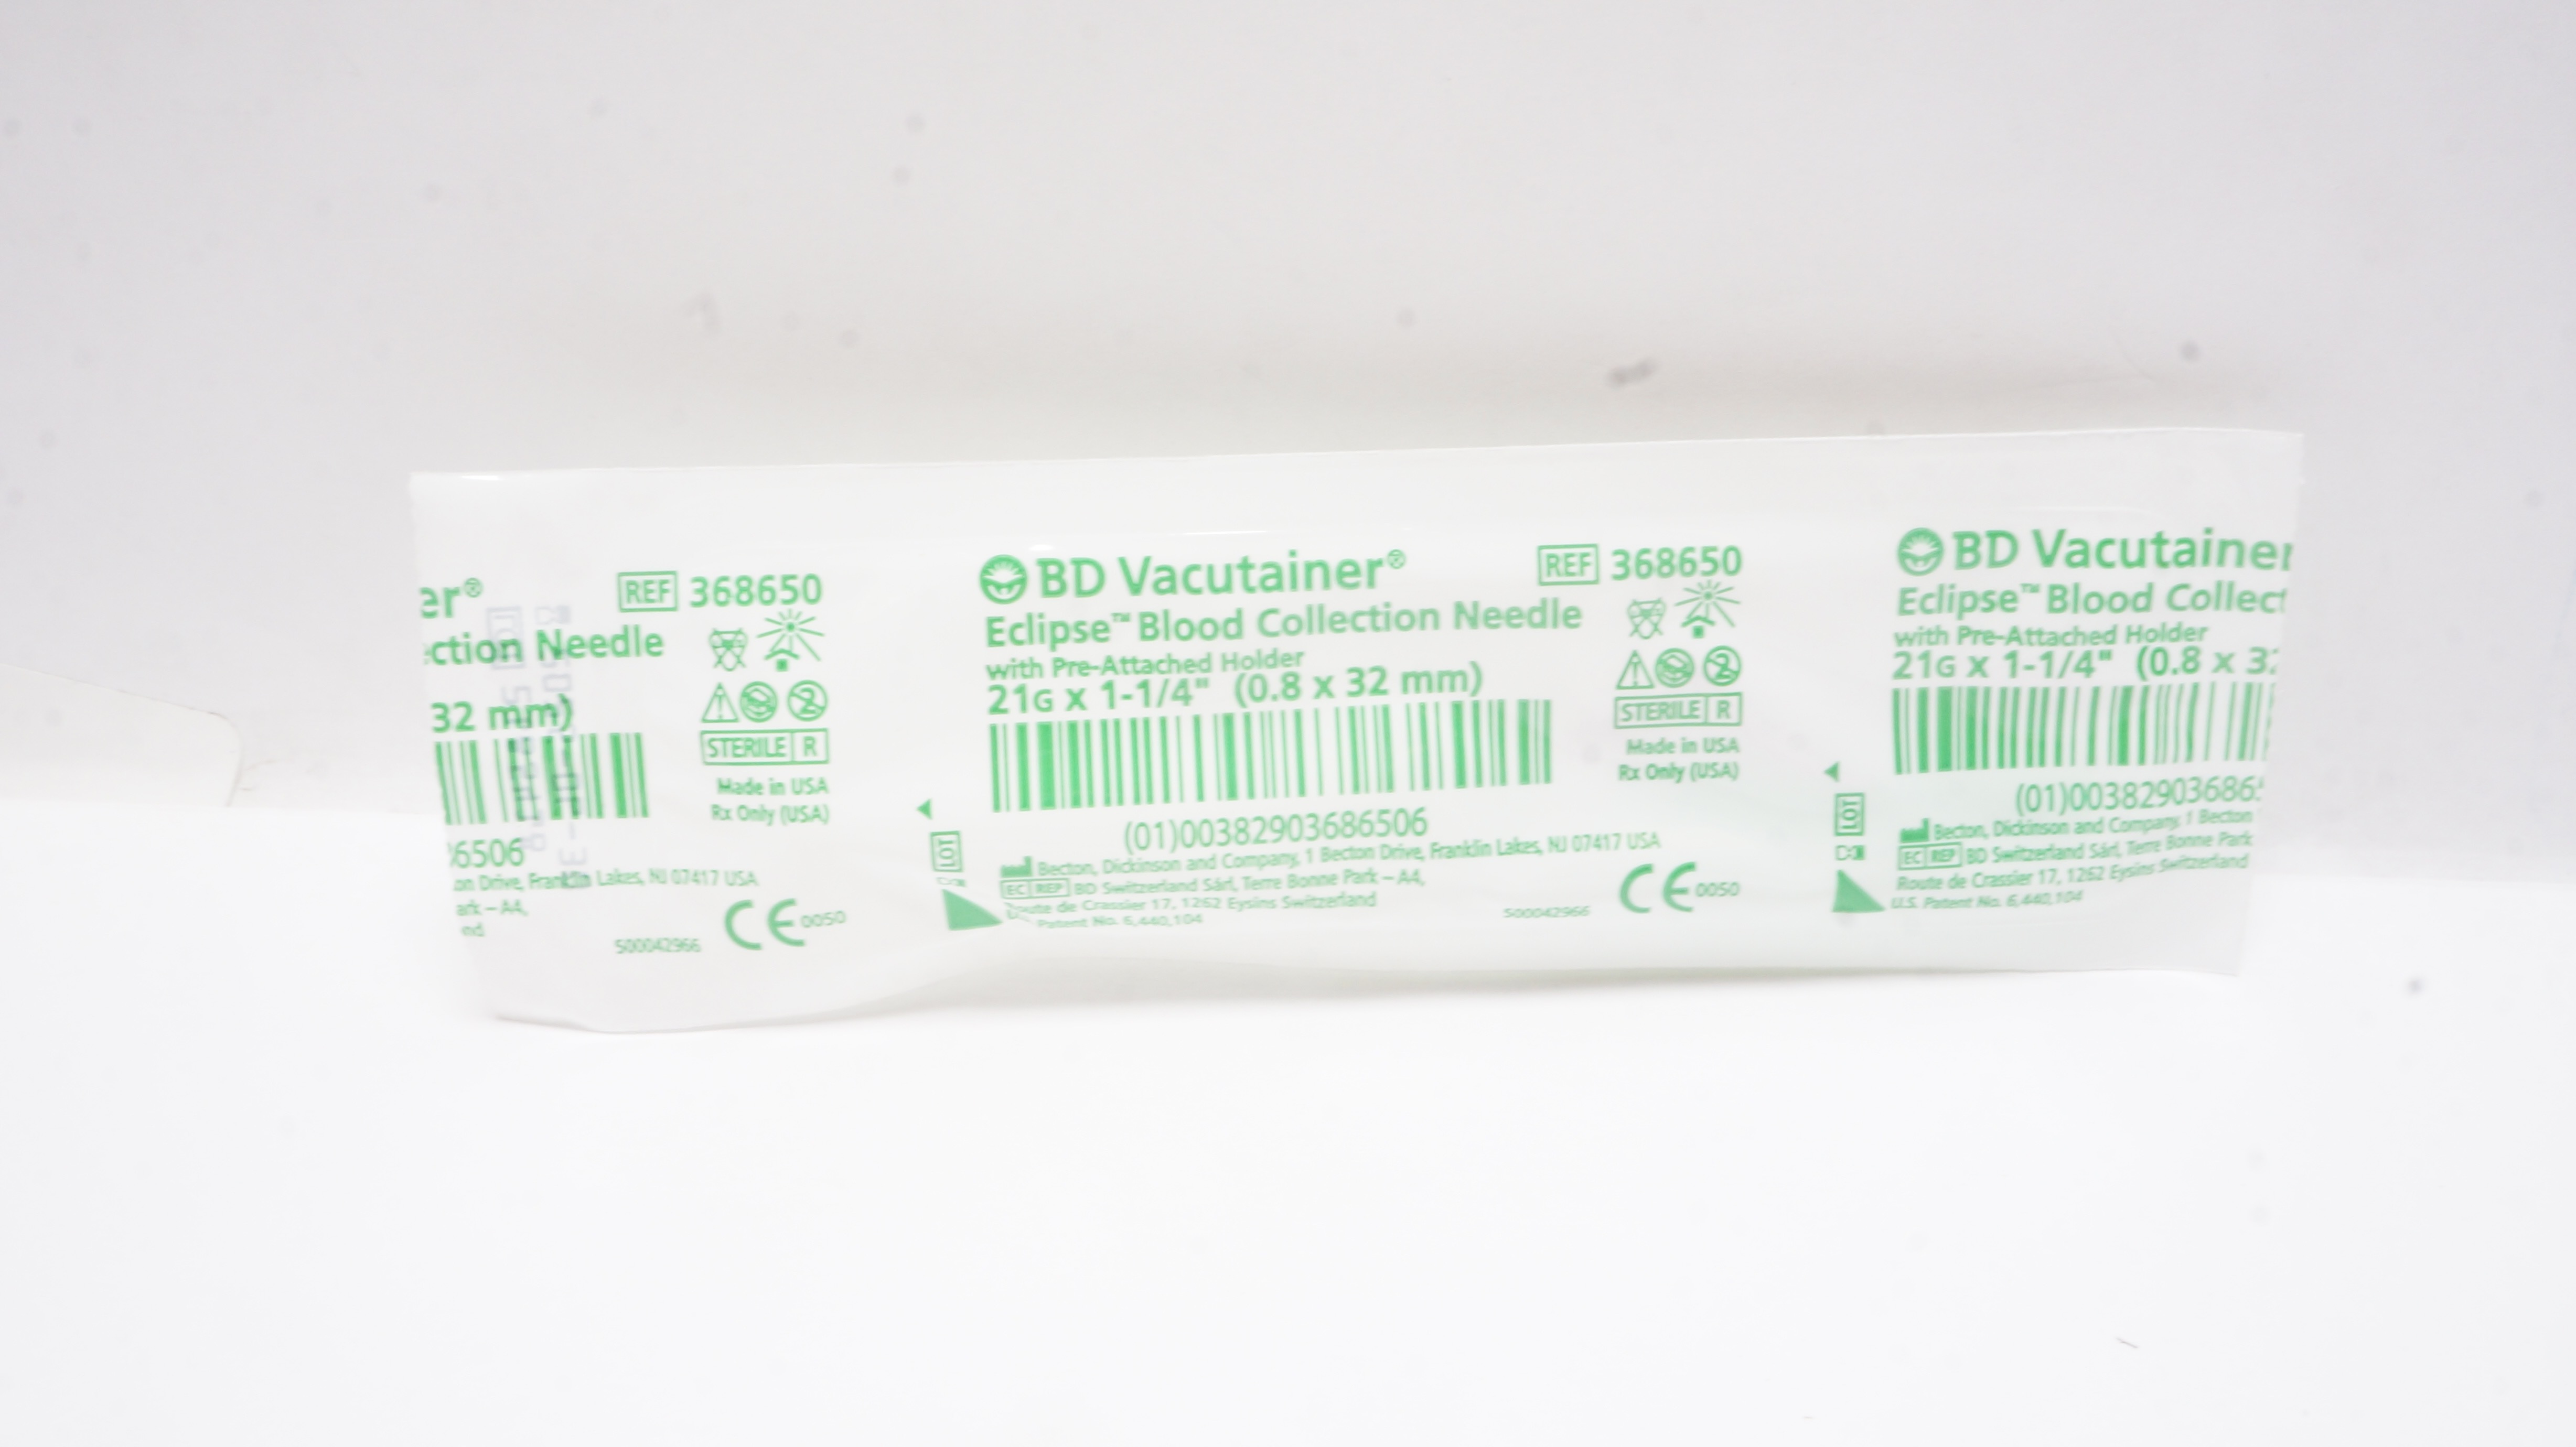 er®
REF 368650
ction Needle
32 mm)
STERILE R
Made in USA
Rx Only (USA)
6506
on Drive, Franklin Lakes, NJ 07417 USA
ark – A4,
nd
500042966
CE 0050
BD Vacutainer®
REF 368650
Eclipse™ Blood Collection Needle
with Pre-Attached Holder
21G x 1-1/4" (0.8 x 32 mm)
2
STERILE R
Made in USA
Rx Only (USA)
(01)00382903686506
LOT
Becton, Dickinson and Company, 1 Becton Drive, Franklin Lakes, NJ 07417 USA
EC REP BD Switzerland Sàrl, Terre Bonne Park – A4,
Route de Crassier 17, 1262 Eysins Switzerland
Patent No. 6,440,104
500042966
CE 0050
BD Vacutainer
Eclipse™ Blood Collect
with Pre-Attached Holder
21G x 1-1/4" (0.8 x 32
(01)0038290368650
LOT
Becton, Dickinson and Company, 1 Becton
EC REP BD Switzerland Sàrl, Terre Bonne Park
Route de Crassier 17, 1262 Eysins Switzerland
U.S. Patent No. 6,440,104